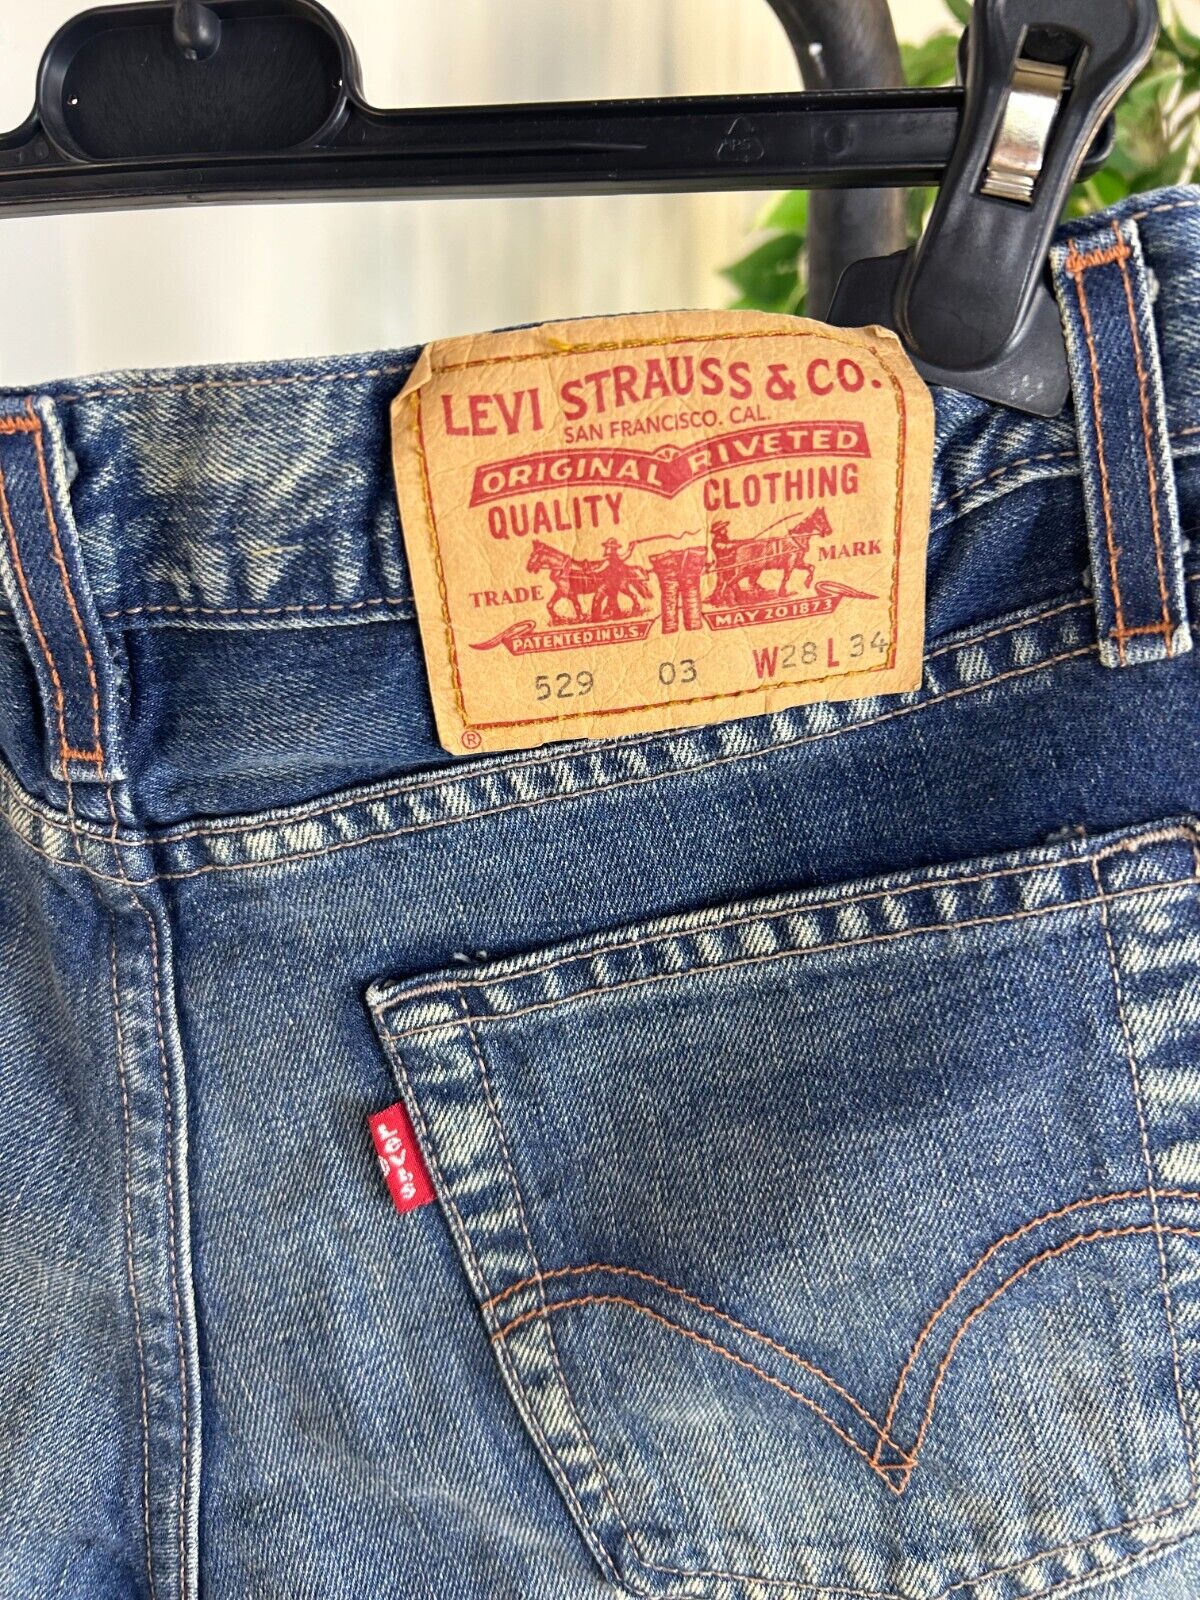 PS
LEVI STRAUSS & CO.
SAN FRANCISCO. CAL.
ORIGINAL RIVETED
QUALITY CLOTHING
TRADE MARK
PATENTED IN U.S. MAY 20 1873
529 03 W28 L34
®
LEVI'S
®